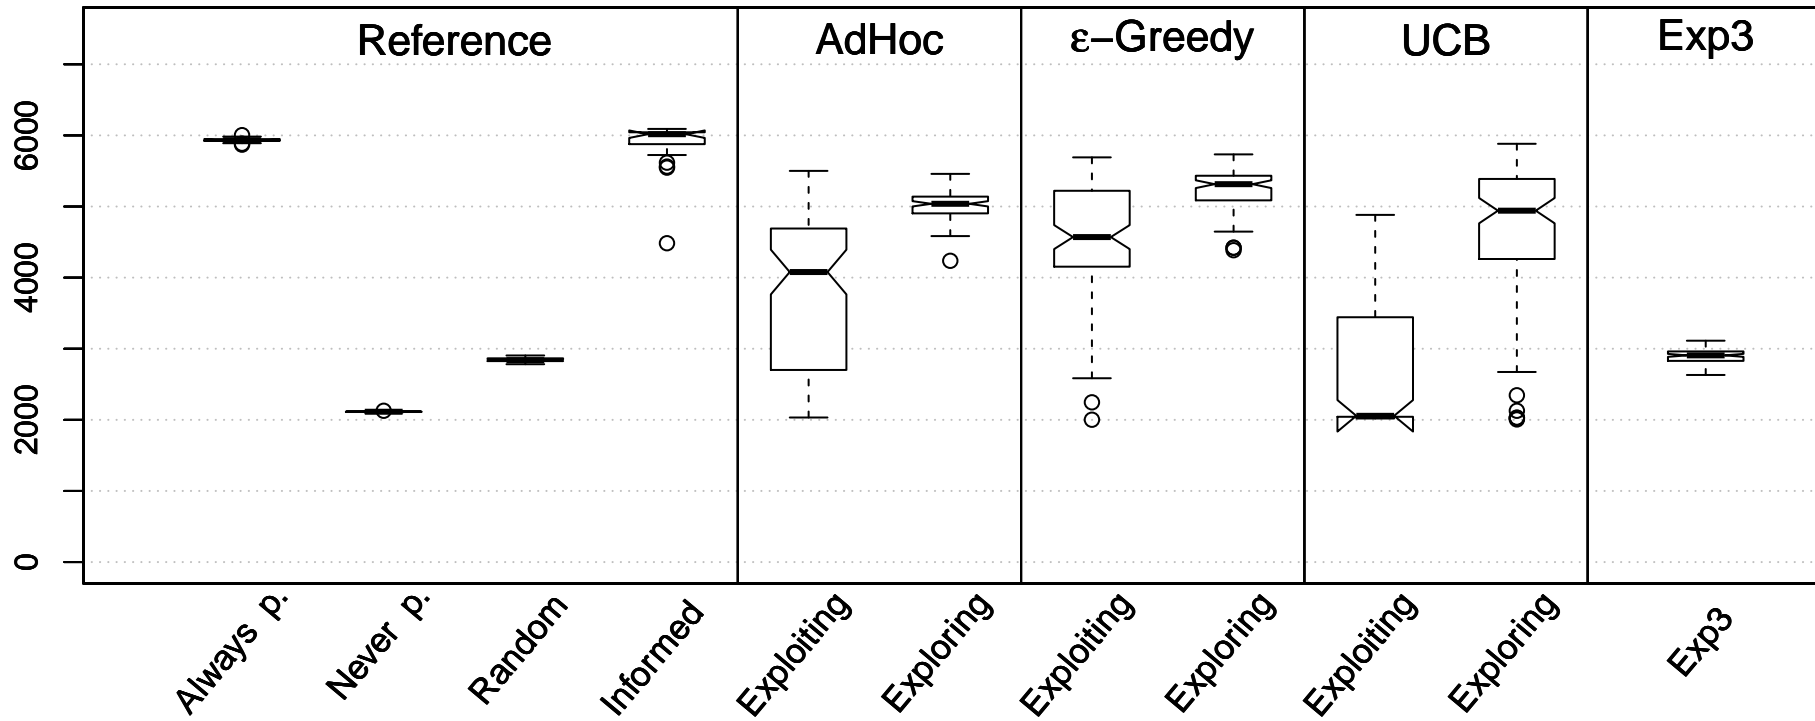 Reference
AdHoc
ε−Greedy
UCB
Exp3
6000
4000
2000
0
Always p.
Never p.
Random
Informed
Exploiting
Exploring
Exploiting
Exploring
Exploiting
Exploring
Exp3